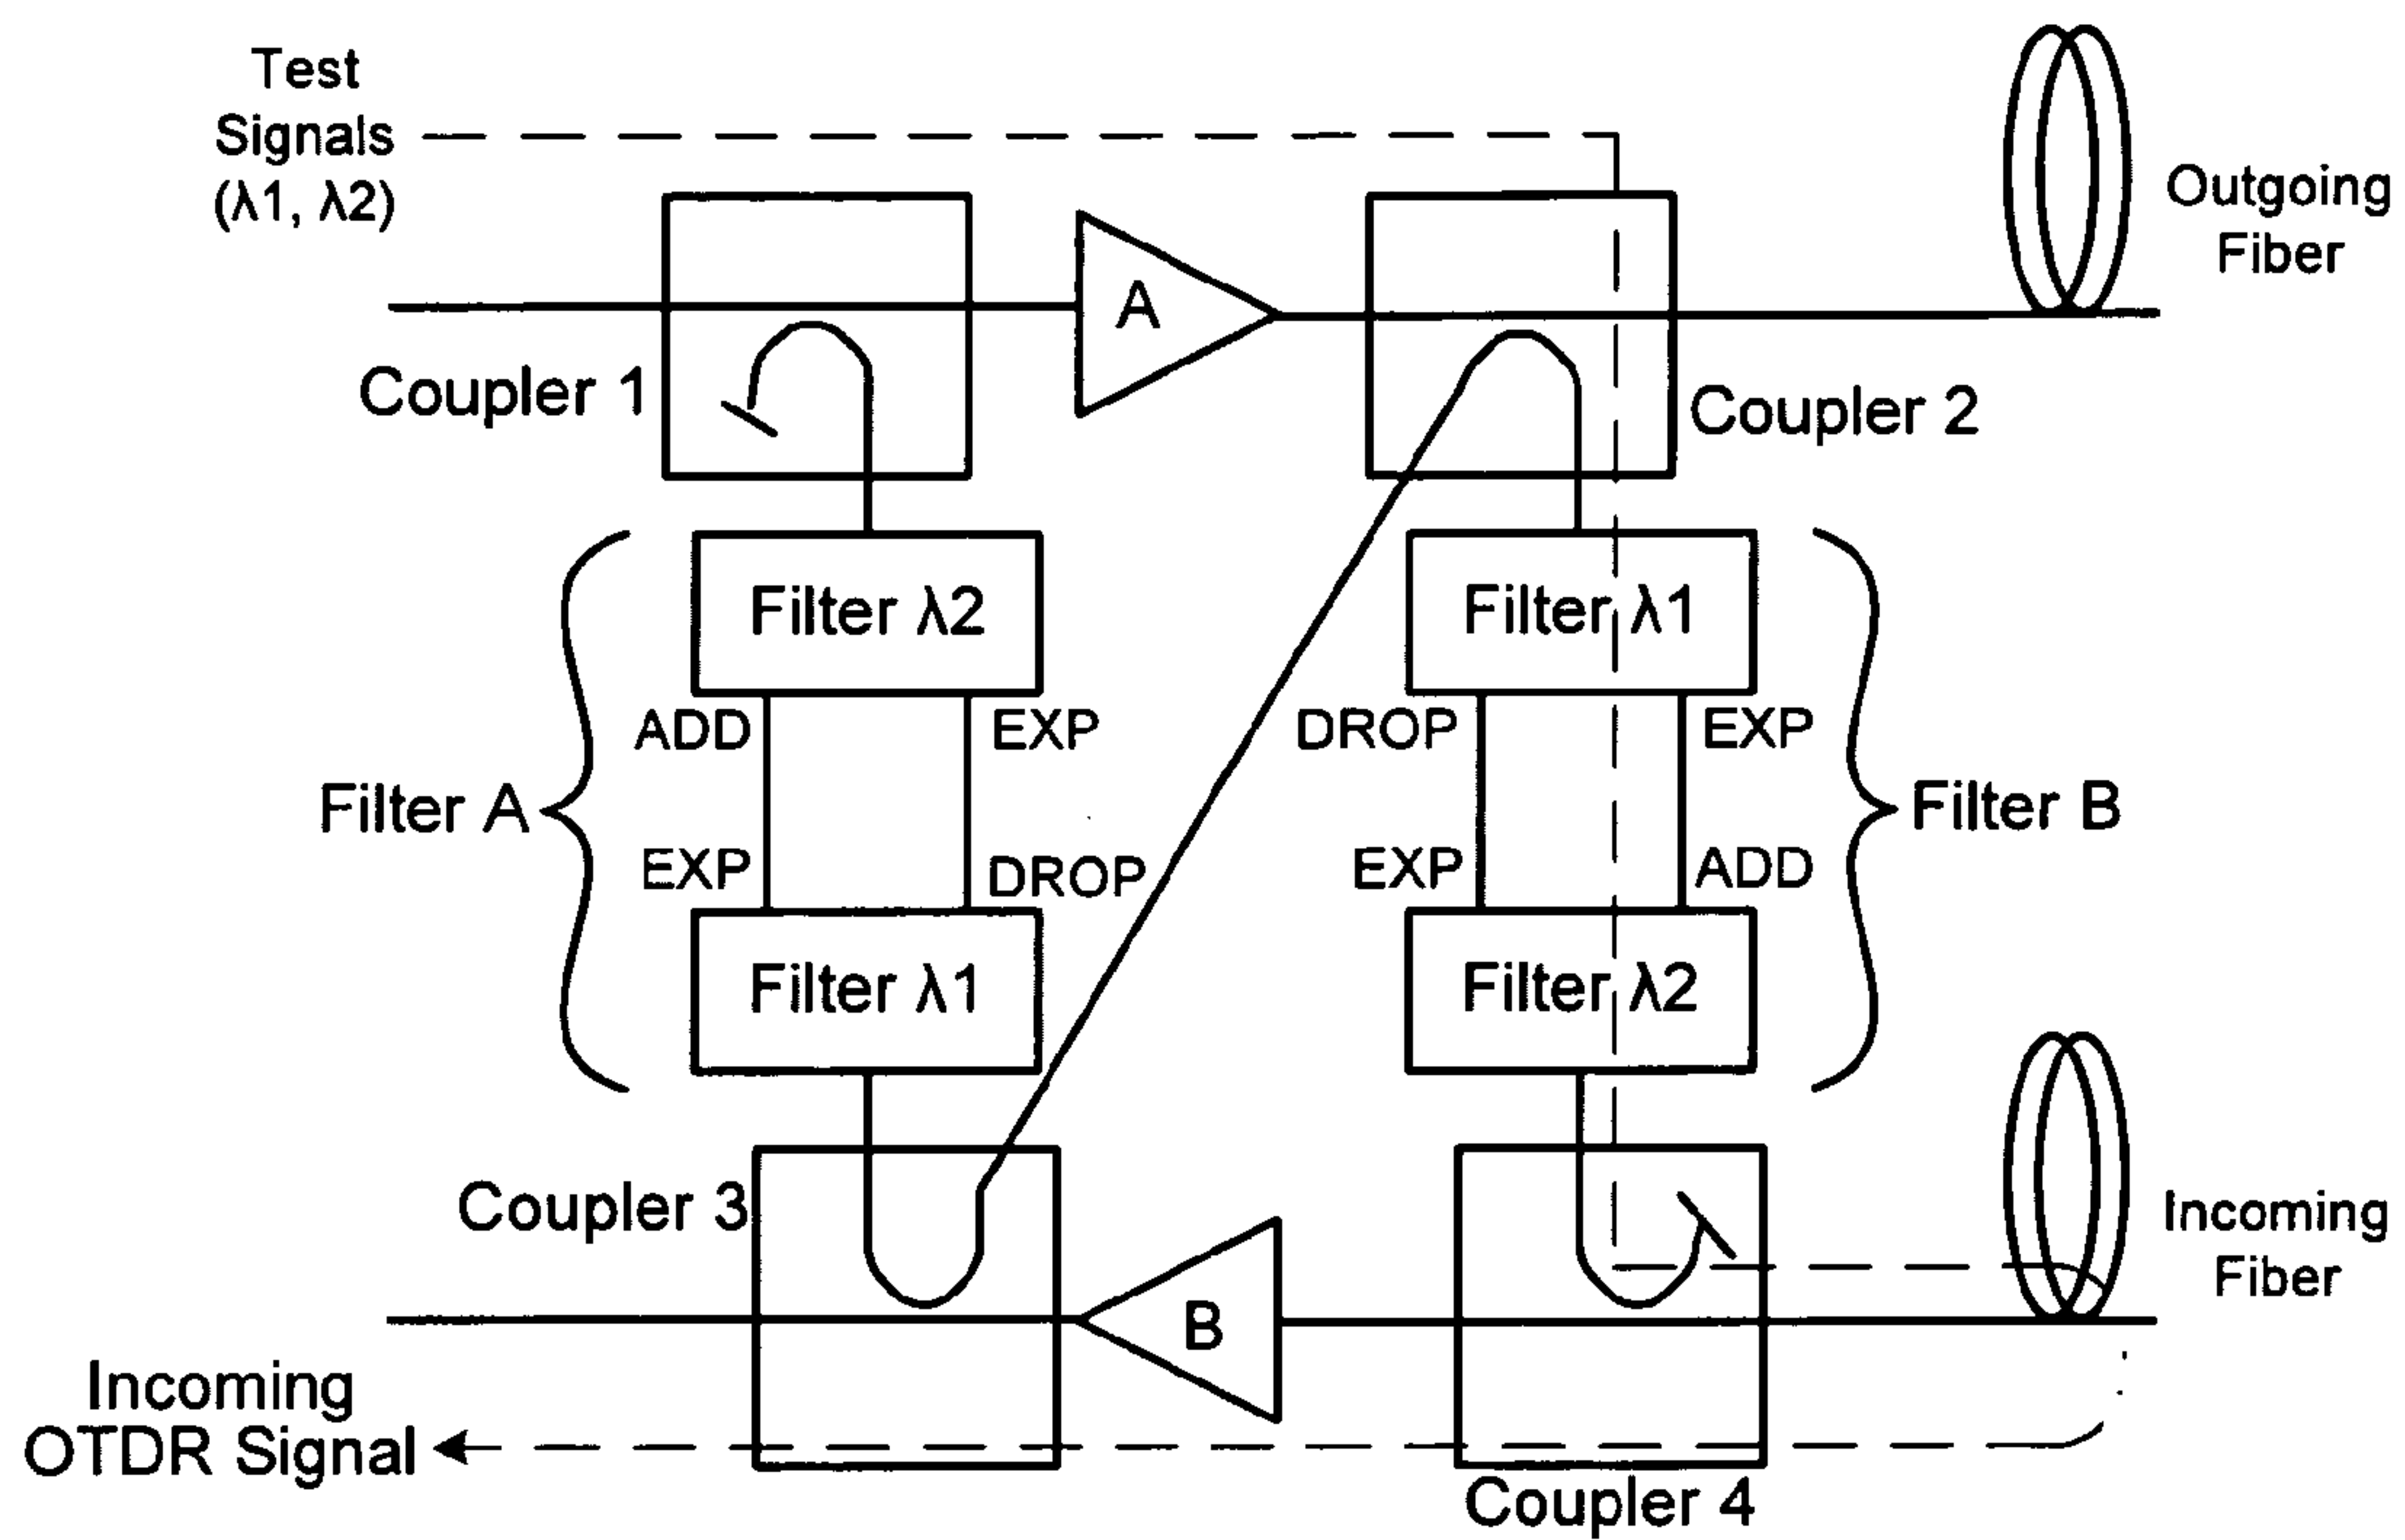 Test
Signals
(λ1, λ2)
Outgoing
Fiber
A
Coupler 1
Coupler 2
Filter λ2
Filter λ1
ADD
EXP
DROP
EXP
Filter A
Filter B
EXP
DROP
EXP
ADD
Filter λ1
Filter λ2
Coupler 3
Incoming
Fiber
B
Incoming
OTDR Signal
Coupler 4